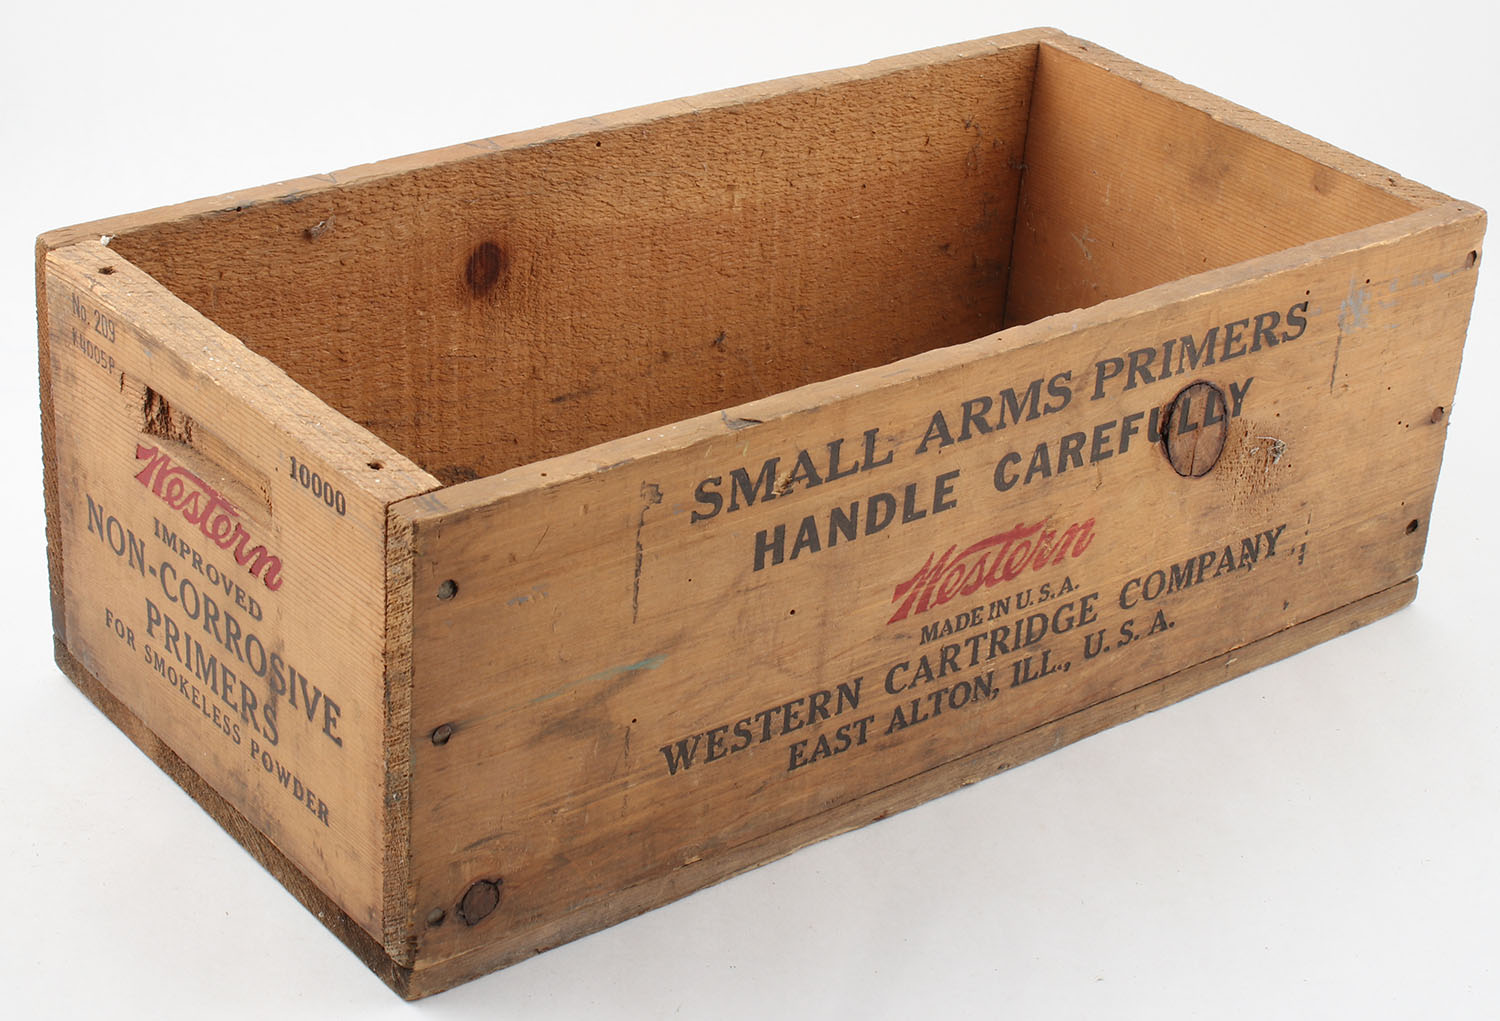 No. 209
K4005P
10000
Western
IMPROVED
NON-CORROSIVE
PRIMERS
FOR SMOKELESS POWDER
SMALL ARMS PRIMERS
HANDLE CAREFULLY
Western
MADE IN U.S.A.
WESTERN CARTRIDGE COMPANY
EAST ALTON, ILL., U.S.A.